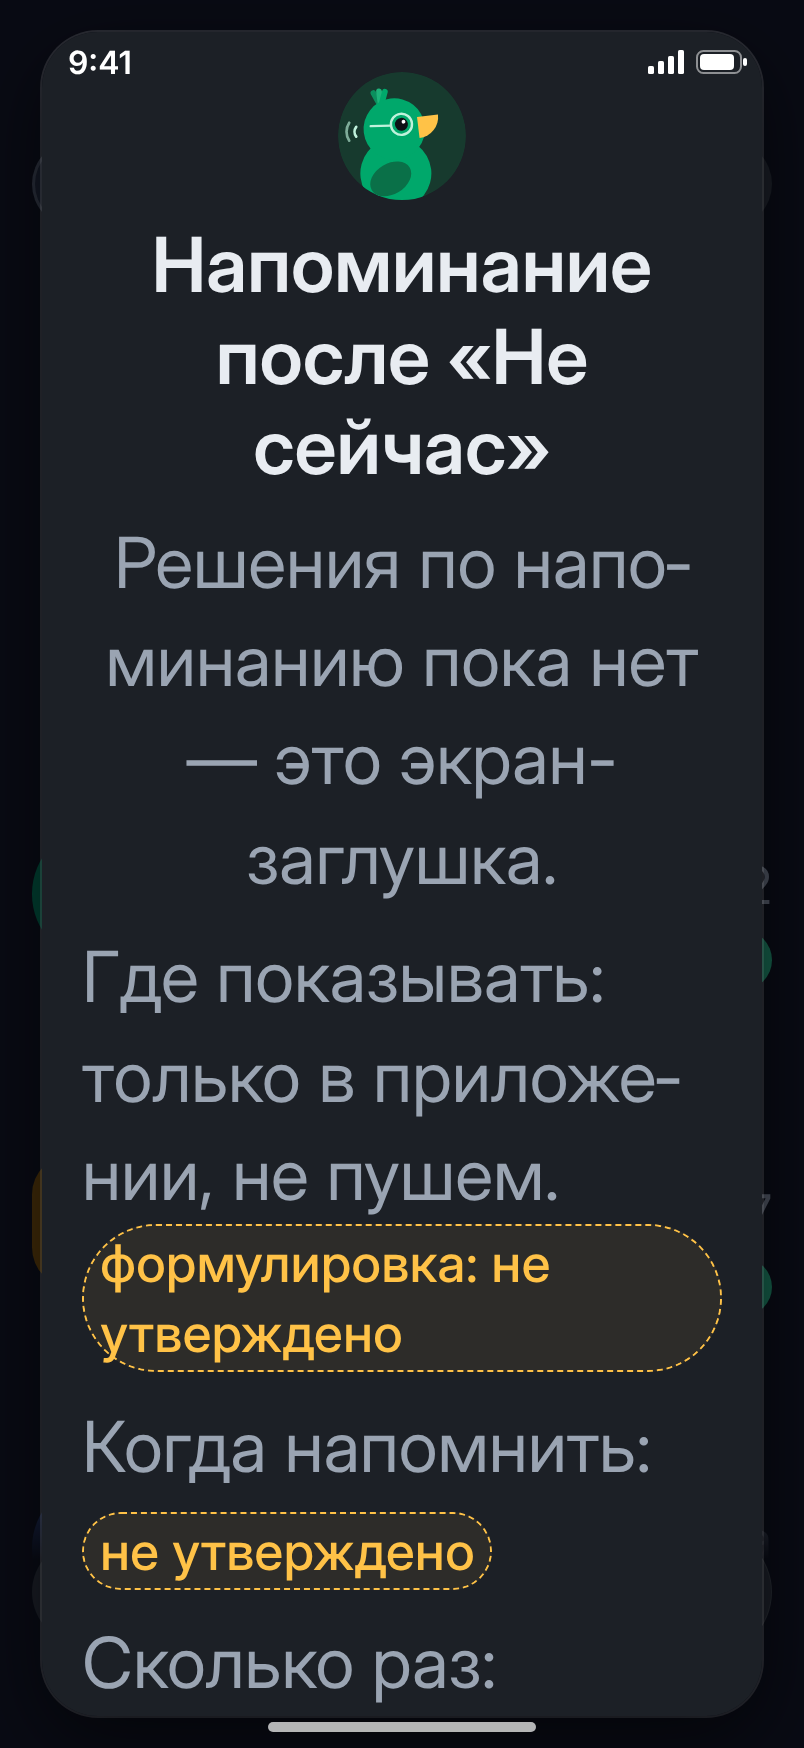 9:41
Напоминание
после «Не
сейчас»
Решения по напо-
минанию пока нет
— это экран-
заглушка.
Где показывать:
только в приложе-
нии, не пушем.
формулировка: не
утверждено
Когда напомнить:
не утверждено
Сколько раз: